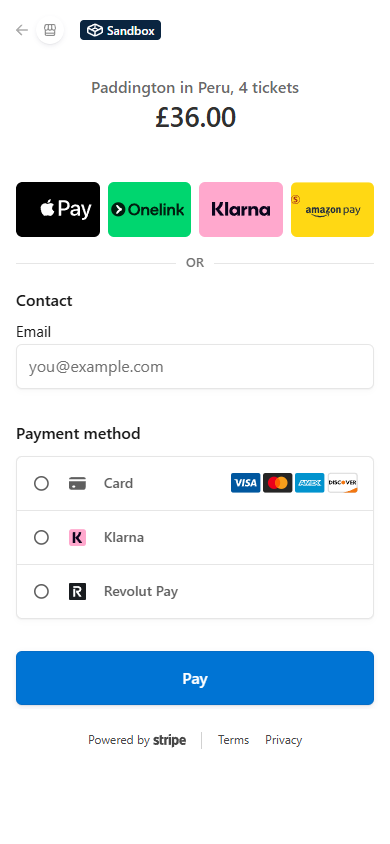 Sandbox
Paddington in Peru, 4 tickets
£36.00
Pay
Onelink
Klarna
S
amazon pay
OR
Contact
Email
you@example.com
Payment method
Card
VISA
AMEX
DISCOVER
K
Klarna
R
Revolut Pay
Pay
Powered by stripe
Terms
Privacy